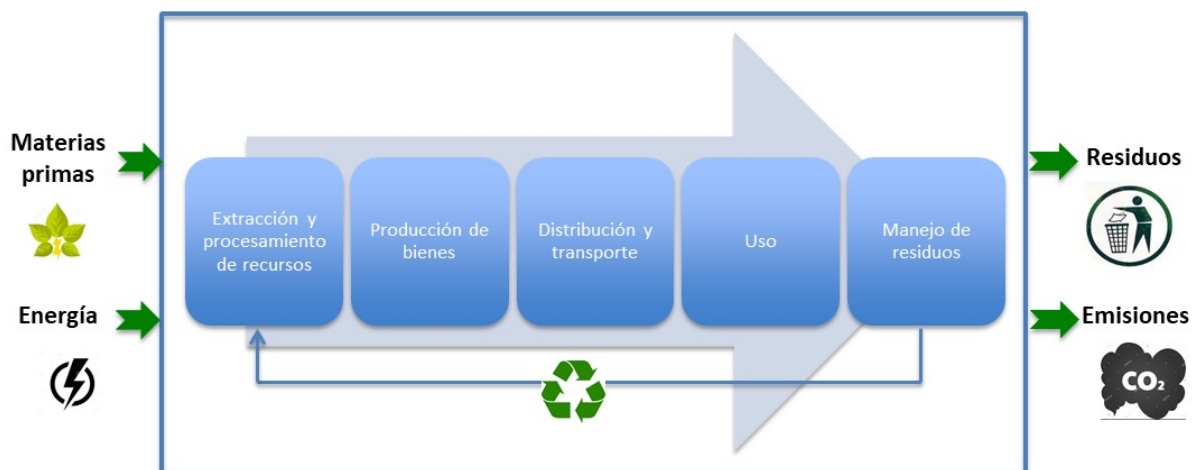 Materias
primas
Energía
Extracción y
procesamiento
de recursos
Producción de
bienes
Distribución y
transporte
Uso
Manejo de
residuos
Residuos
Emisiones
CO₂